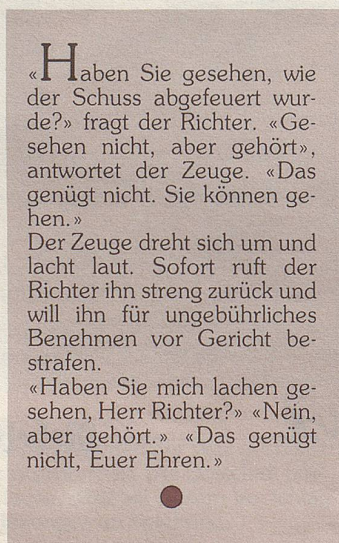 «Haben Sie gesehen, wie
der Schuss abgefeuert wur-
de?» fragt der Richter. «Ge-
sehen nicht, aber gehört»,
antwortet der Zeuge. «Das
genügt nicht. Sie können ge-
hen.»
Der Zeuge dreht sich um und
lacht laut. Sofort ruft der
Richter ihn streng zurück und
will ihn für ungebührliches
Benehmen vor Gericht be-
strafen.
«Haben Sie mich lachen ge-
sehen, Herr Richter?» «Nein,
aber gehört.» «Das genügt
nicht, Euer Ehren.»